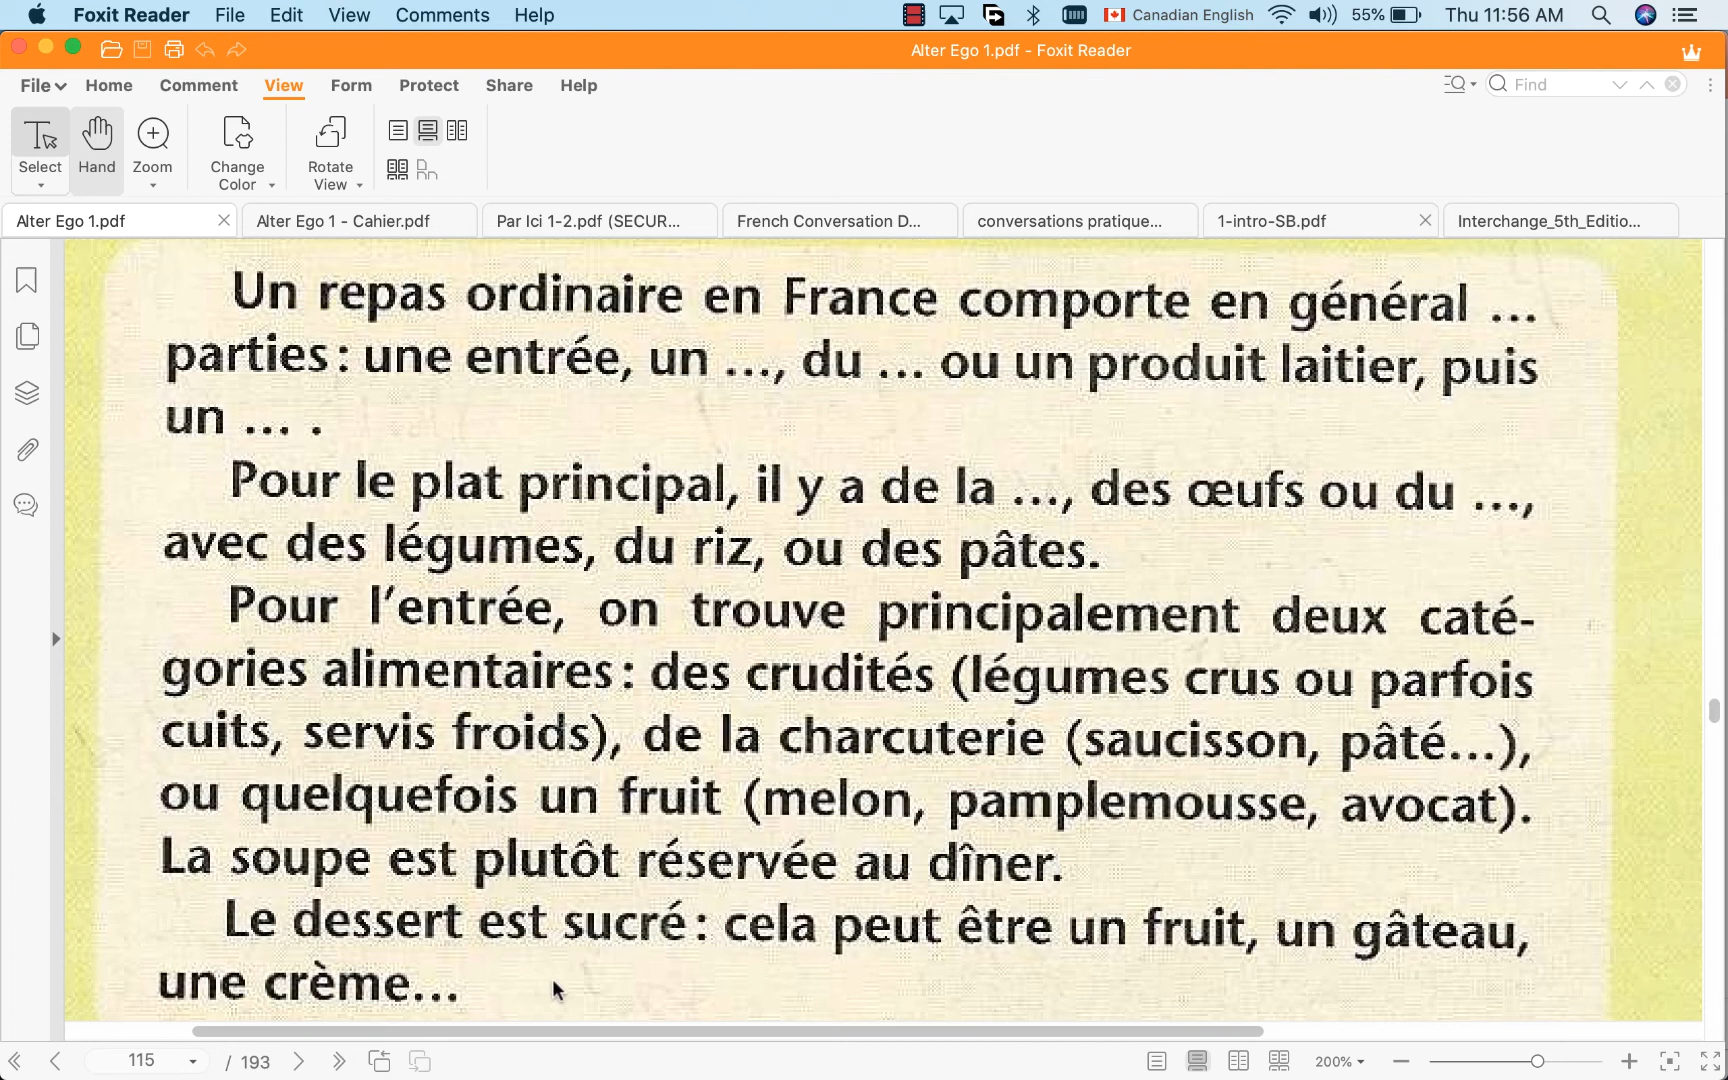 Foxit Reader File Edit View Comments Help Canadian English 55% Thu 11:56 AM
Alter Ego 1.pdf - Foxit Reader
File Home Comment View Form Protect Share Help Find
Select Hand Zoom Change Color Rotate View
Alter Ego 1.pdf Alter Ego 1 - Cahier.pdf Par Ici 1-2.pdf (SECUR... French Conversation D... conversations pratique... 1-intro-SB.pdf Interchange_5th_Editio...
Un repas ordinaire en France comporte en général ...
parties : une entrée, un ..., du ... ou un produit laitier, puis
un ... .
Pour le plat principal, il y a de la ..., des œufs ou du ...,
avec des légumes, du riz, ou des pâtes.
Pour l'entrée, on trouve principalement deux caté-
gories alimentaires : des crudités (légumes crus ou parfois
cuits, servis froids), de la charcuterie (saucisson, pâté...),
ou quelquefois un fruit (melon, pamplemousse, avocat).
La soupe est plutôt réservée au dîner.
Le dessert est sucré : cela peut être un fruit, un gâteau,
une crème...
115 / 193 200%